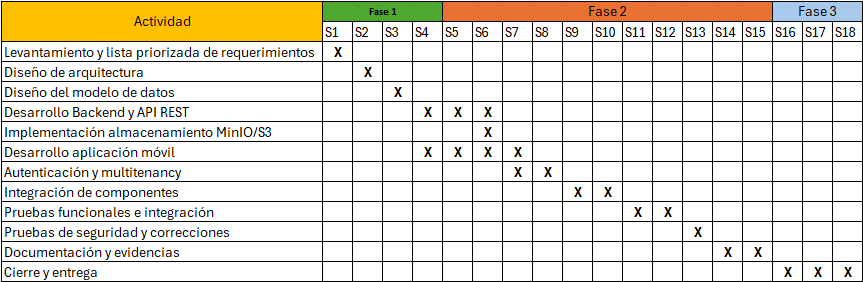 Actividad Fase 1 Fase 2 Fase 3
S1 S2 S3 S4 S5 S6 S7 S8 S9 S10 S11 S12 S13 S14 S15 S16 S17 S18
Levantamiento y lista priorizada de requerimientos X
Diseño de arquitectura X
Diseño del modelo de datos X
Desarrollo Backend y API REST X X X
Implementación almacenamiento MinIO/S3 X
Desarrollo aplicación móvil X X X X
Autenticación y multitenancy X X
Integración de componentes X X
Pruebas funcionales e integración X X
Pruebas de seguridad y correcciones X
Documentación y evidencias X X
Cierre y entrega X X X